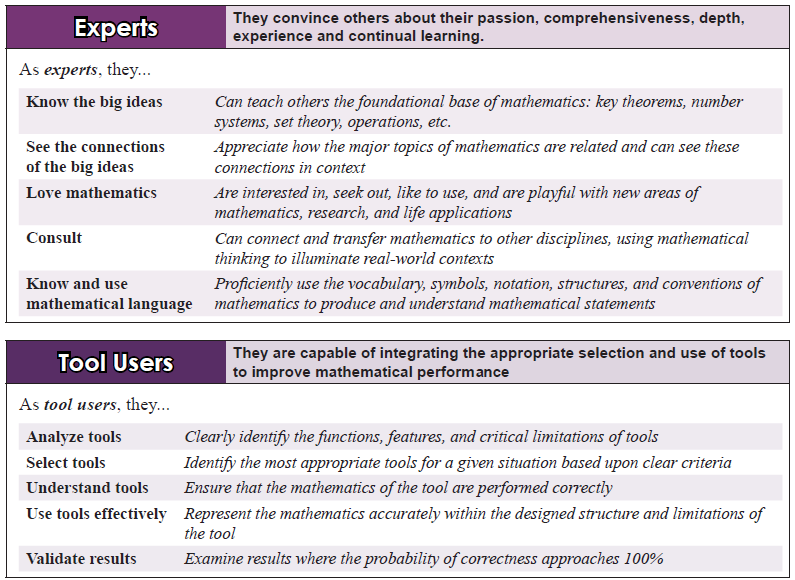 Experts
They convince others about their passion, comprehensiveness, depth,
experience and continual learning.
As experts, they...
Know the big ideas
Can teach others the foundational base of mathematics: key theorems, number
systems, set theory, operations, etc.
See the connections
of the big ideas
Appreciate how the major topics of mathematics are related and can see these
connections in context
Love mathematics
Are interested in, seek out, like to use, and are playful with new areas of
mathematics, research, and life applications
Consult
Can connect and transfer mathematics to other disciplines, using mathematical
thinking to illuminate real-world contexts
Know and use
mathematical language
Proficiently use the vocabulary, symbols, notation, structures, and conventions of
mathematics to produce and understand mathematical statements
Tool Users
They are capable of integrating the appropriate selection and use of tools
to improve mathematical performance
As tool users, they...
Analyze tools
Clearly identify the functions, features, and critical limitations of tools
Select tools
Identify the most appropriate tools for a given situation based upon clear criteria
Understand tools
Ensure that the mathematics of the tool are performed correctly
Use tools effectively
Represent the mathematics accurately within the designed structure and limitations of
the tool
Validate results
Examine results where the probability of correctness approaches 100%